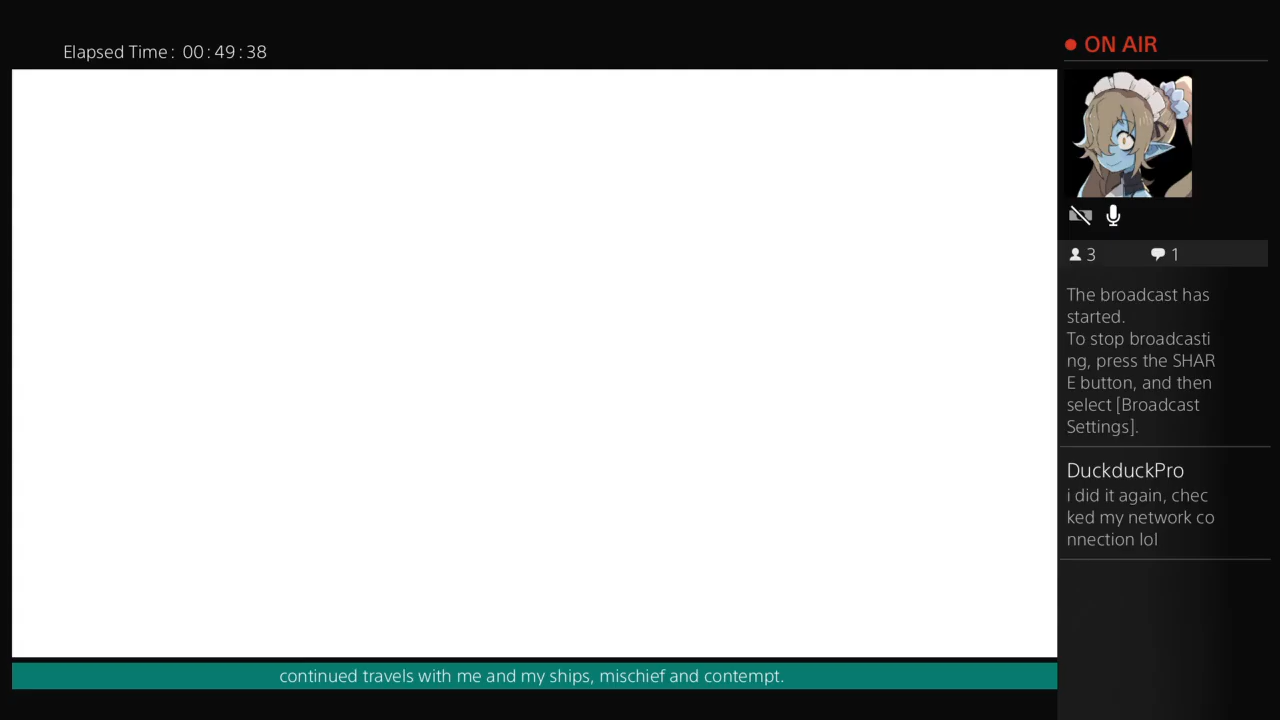 Elapsed Time: 00:49:38
ON AIR
3 1
The broadcast has
started.
To stop broadcasti
ng, press the SHAR
E button, and then
select [Broadcast
Settings].
DuckduckPro
i did it again, chec
ked my network co
nnection lol
continued travels with me and my ships, mischief and contempt.